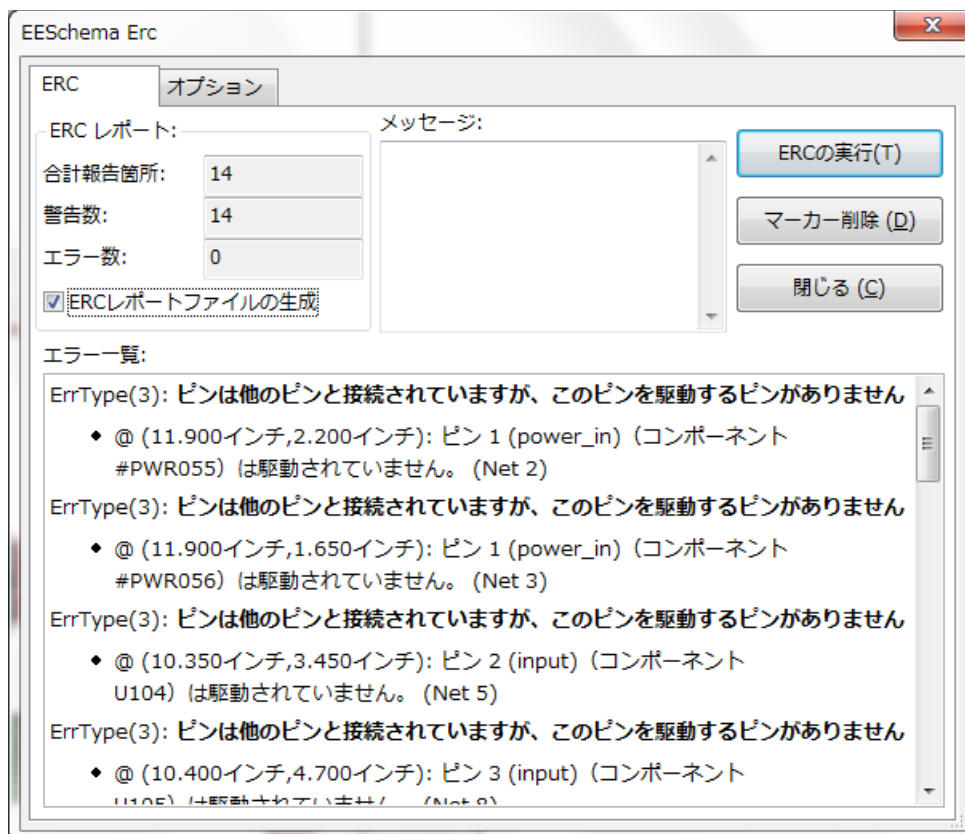 EESchema Erc
ERC
オプション
ERC レポート:
メッセージ:
合計報告箇所:
14
警告数:
14
エラー数:
0
ERCレポートファイルの生成
ERCの実行(T)
マーカー削除 (D)
閉じる (C)
エラー一覧:
ErrType(3): ピンは他のピンと接続されていますが、このピンを駆動するピンがありません
@ (11.900インチ,2.200インチ): ピン 1 (power_in)（コンポーネント
#PWR055）は駆動されていません。 (Net 2)
ErrType(3): ピンは他のピンと接続されていますが、このピンを駆動するピンがありません
@ (11.900インチ,1.650インチ): ピン 1 (power_in)（コンポーネント
#PWR056）は駆動されていません。 (Net 3)
ErrType(3): ピンは他のピンと接続されていますが、このピンを駆動するピンがありません
@ (10.350インチ,3.450インチ): ピン 2 (input)（コンポーネント
U104）は駆動されていません。 (Net 5)
ErrType(3): ピンは他のピンと接続されていますが、このピンを駆動するピンがありません
@ (10.400インチ,4.700インチ): ピン 3 (input)（コンポーネント
U105）は駆動されていません。 (Net 8)